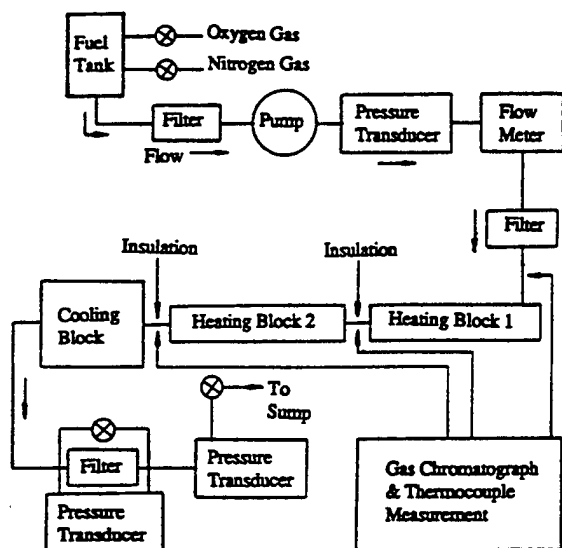 Fuel
Tank
Oxygen Gas
Nitrogen Gas
Filter
Pump
Pressure
Transducer
Flow
Meter
Flow
Filter
Insulation
Insulation
Cooling
Block
Heating Block 2
Heating Block 1
To
Sump
Filter
Pressure
Transducer
Pressure
Transducer
Gas Chromatograph
& Thermocouple
Measurement